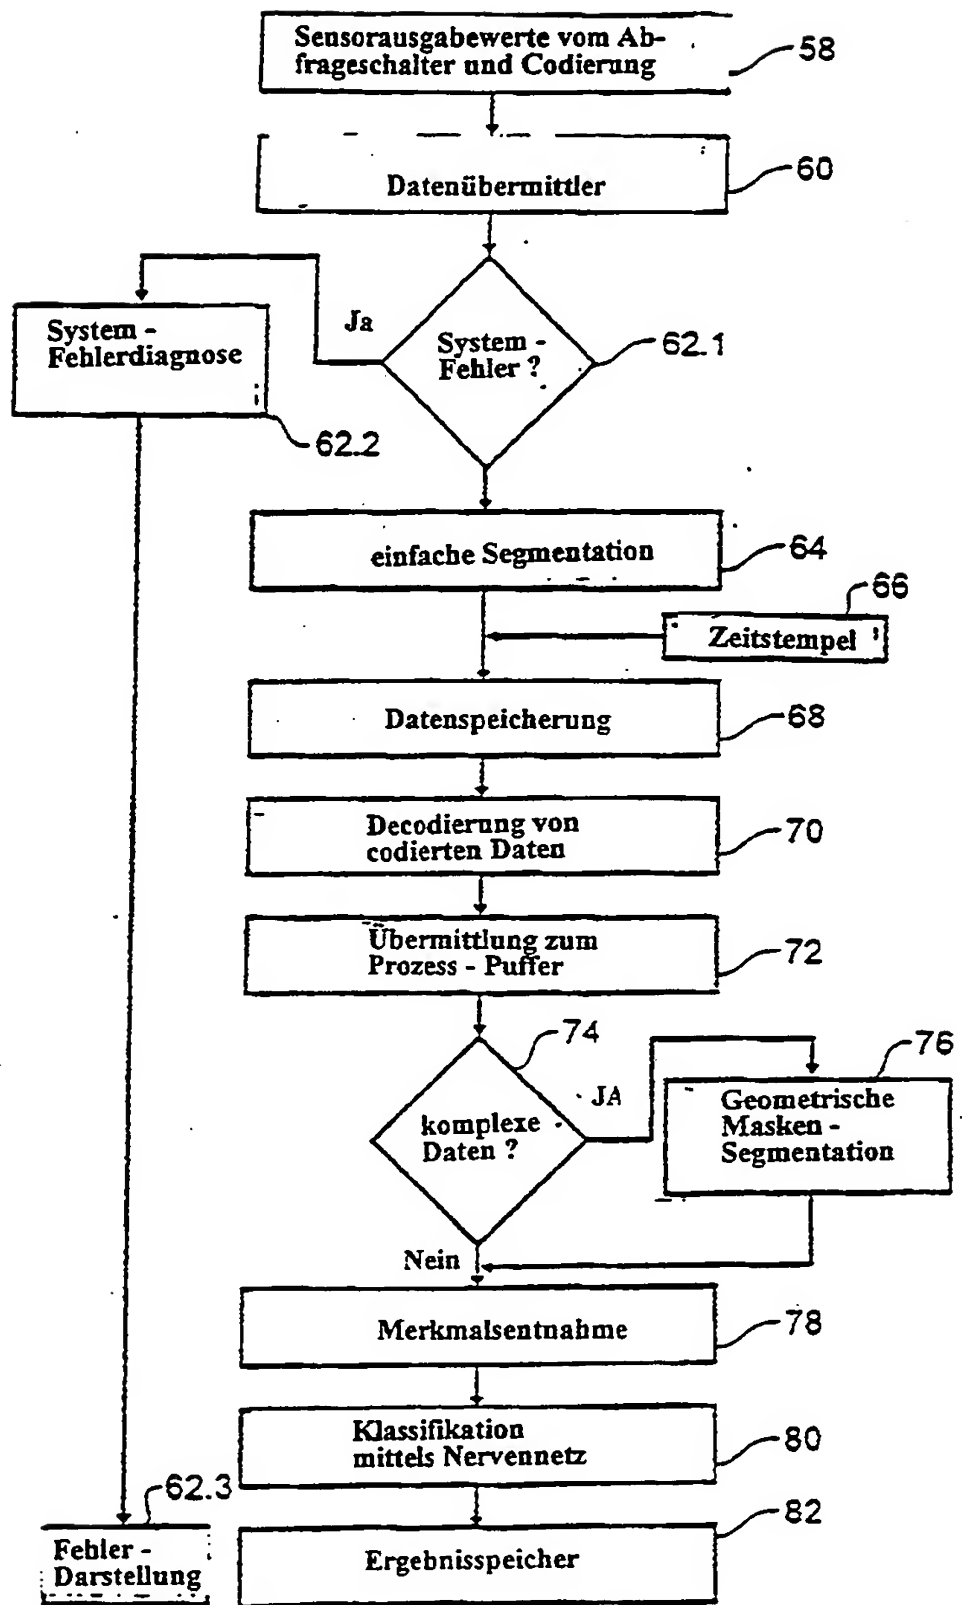 Sensorausgabewerte vom Ab-
frageschalter und Codierung
58
Datenübermittler
60
System -
Fehler ?
62.1
Ja
System -
Fehlerdiagnose
62.2
einfache Segmentation
64
66
Zeitstempel
Datenspeicherung
68
Decodierung von
codierten Daten
70
Übermittlung zum
Prozess - Puffer
72
74
komplexe
Daten ?
JA
76
Geometrische
Masken -
Segmentation
Nein
Merkmalsentnahme
78
Klassifikation
mittels Nervennetz
80
62.3
Fehler -
Darstellung
82
Ergebnisspeicher